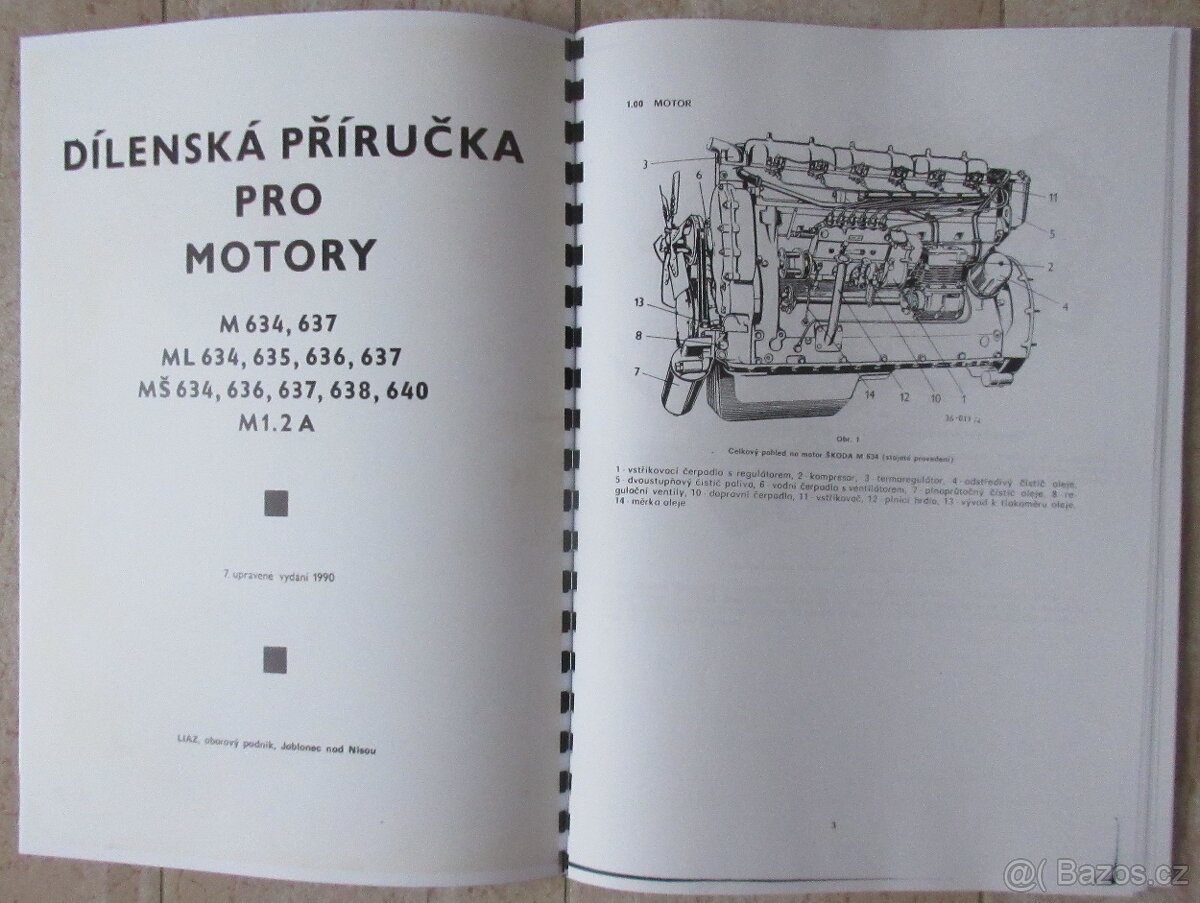 DÍLENSKÁ PŘÍRUČKA
PRO
MOTORY
M 634, 637
ML 634, 635, 636, 637
MŠ 634, 636, 637, 638, 640
M1.2 A
7. upravene vydání 1990
LIAZ, oborový podnik, Jablonec nad Nisou
1.00 MOTOR
3
6
11
5
2
13
4
8
7
14 12 10 1
Obr. 1
Celkový pohled na motor ŠKODA M 634 (stojaté provedení)
1 - vstřikovací čerpadlo s regulátorem, 2 - kompresor, 3 - termoregulátor, 4 - odstředivý čistič oleje,
5 - dvoustupňový čistič paliva, 6 - vodní čerpadlo s ventilátorem, 7 - plnoprůtočný čistič oleje, 8 - re-
gulační ventily, 10 - dopravní čerpadlo, 11 - vstřikovač, 12 - plnicí hrdlo, 13 - vývod k tlakoměru oleje,
14 - měrka oleje
3
@( Bazos.cz